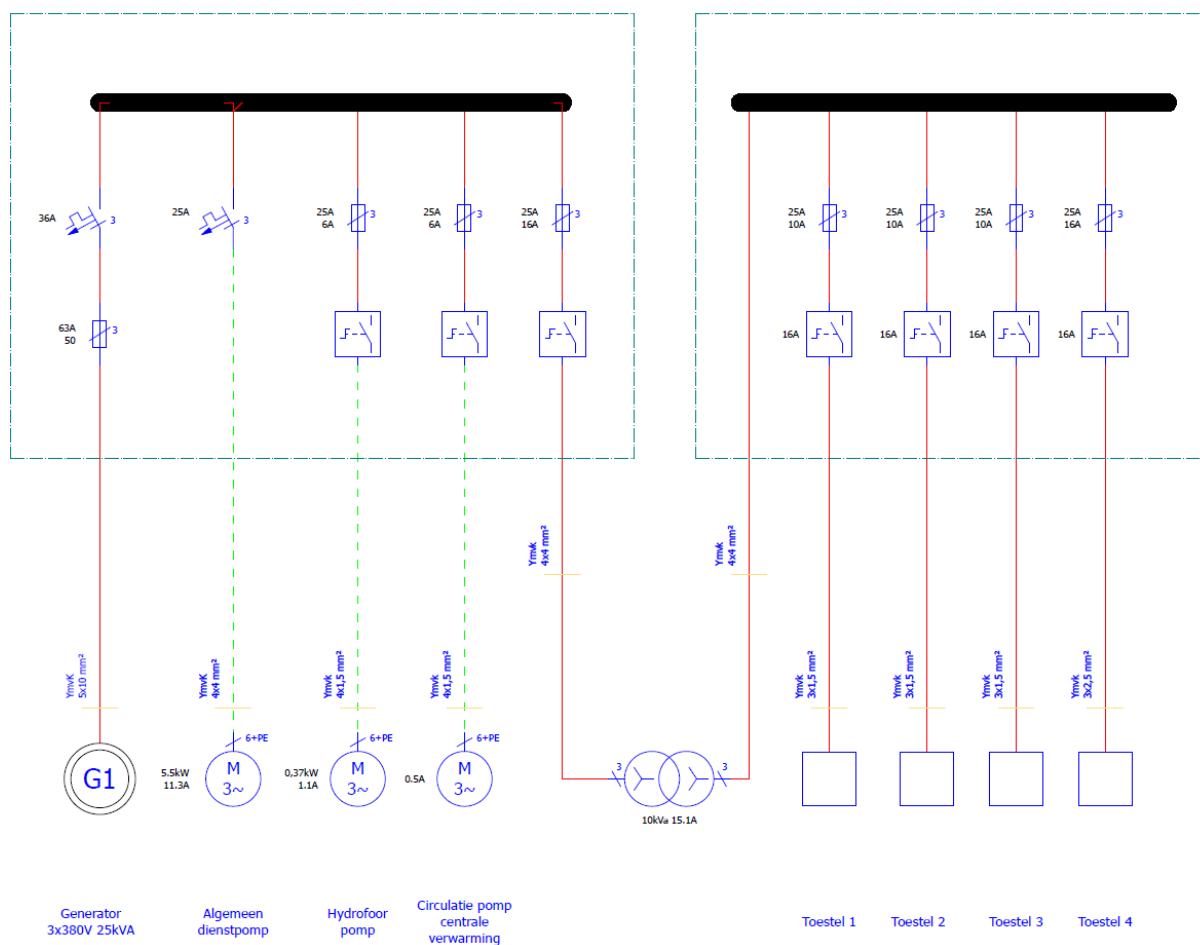 36A
3
25A
3
25A
6A
3
25A
6A
3
25A
16A
3
25A
10A
3
25A
10A
3
25A
10A
3
25A
16A
3
63A
50
3
16A
16A
16A
16A
Ymvk
4x4 mm²
Ymvk
4x4 mm²
YmvK
5x10 mm²
YmvK
4x4 mm²
Ymvk
4x1,5 mm²
Ymvk
4x1,5 mm²
Ymvk
3x1,5 mm²
Ymvk
3x1,5 mm²
Ymvk
3x1,5 mm²
Ymvk
3x2,5 mm²
6+PE
6+PE
6+PE
G1
5.5kW
11.3A
M
3~
0,37kW
1.1A
M
3~
0.5A
M
3~
3
3
10kVa 15.1A
Generator
3x380V 25kVA
Algemeen
dienstpomp
Hydrofoor
pomp
Circulatie pomp
centrale
verwarming
Toestel 1
Toestel 2
Toestel 3
Toestel 4